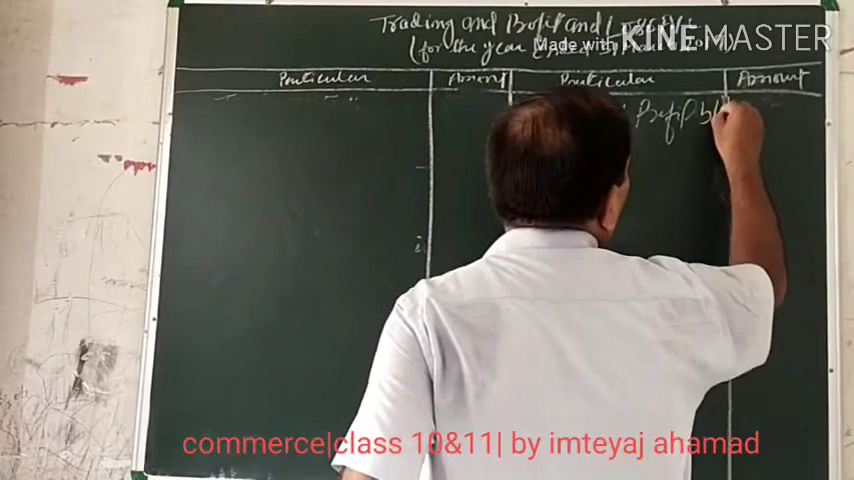 Trading and Profit and Loss A/c
(for the year
Made with KINEMASTER
Particular Amount Particular Amount
Profit b/
commerce|class 10&11| by imteyaj ahamad